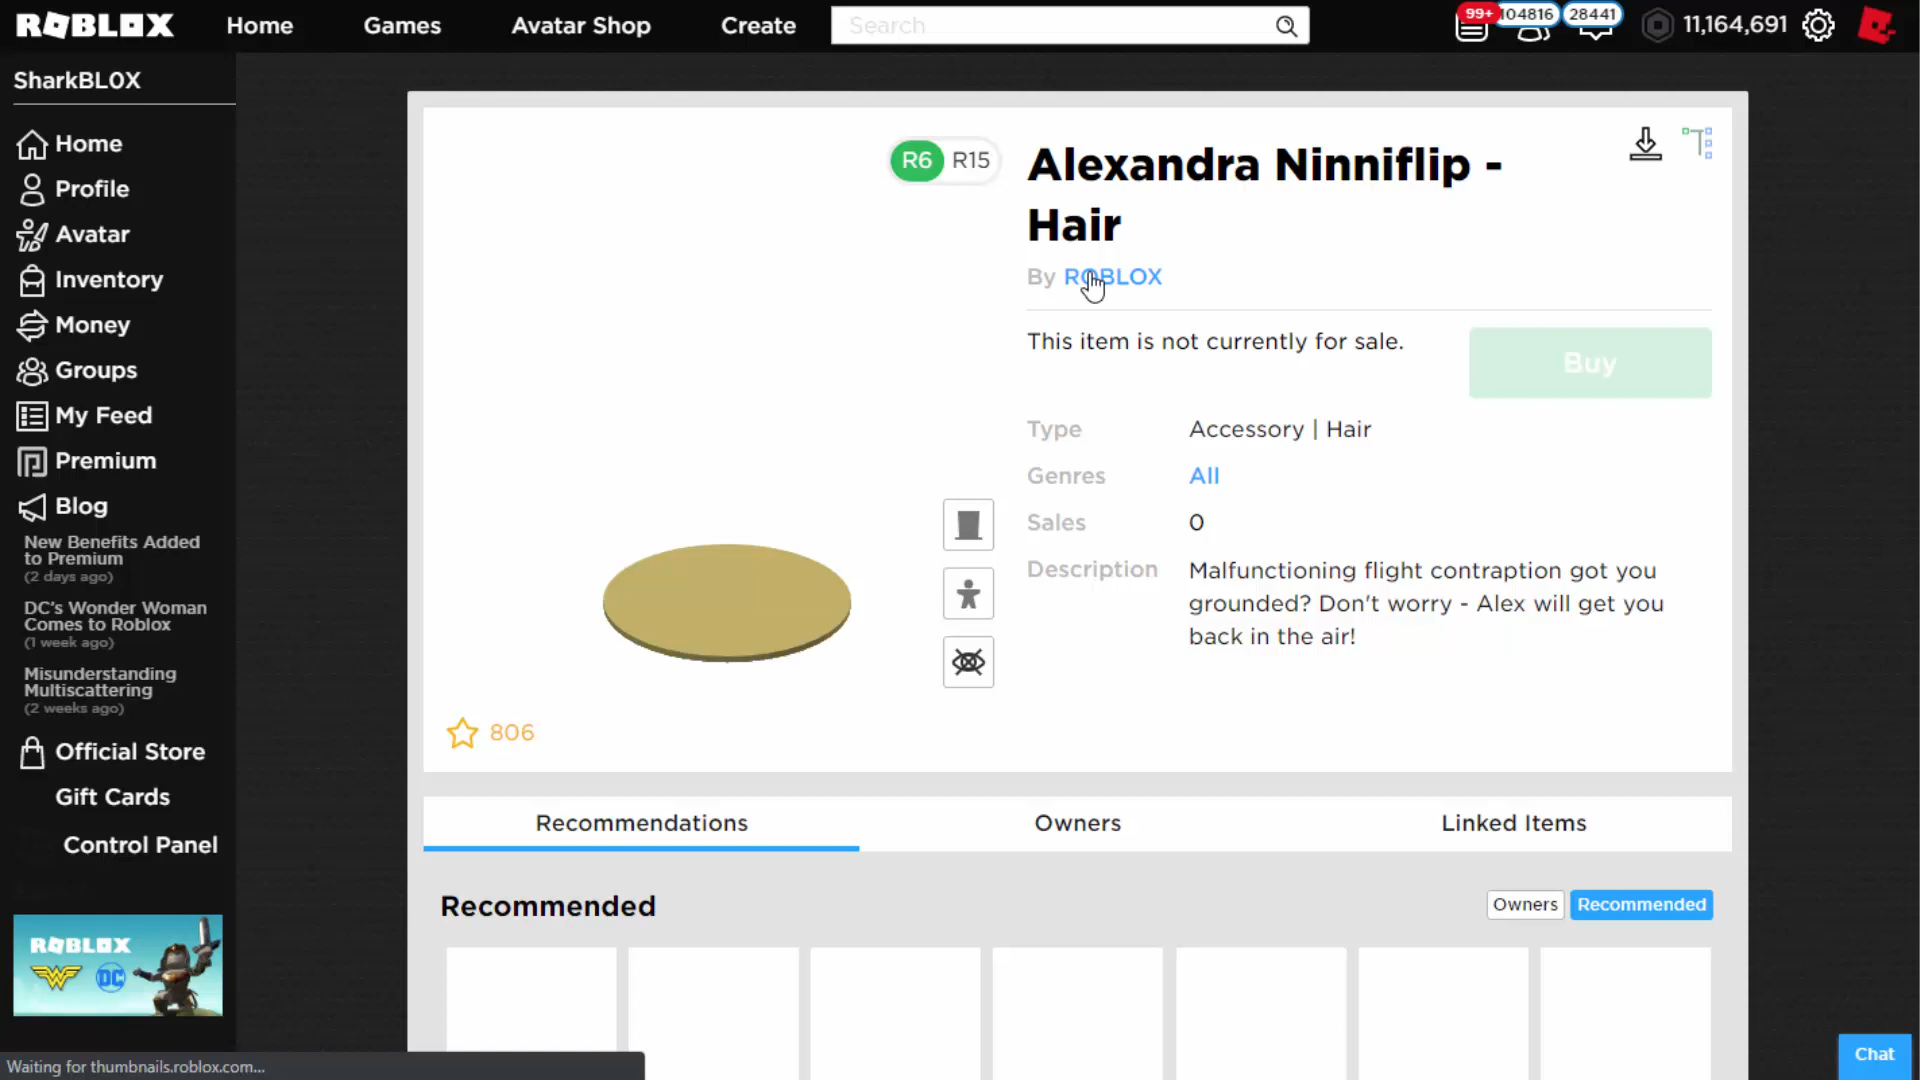 ROBLOX
Home
Games
Avatar Shop
Create
Search
99+
104816
28441
11,164,691
SharkBL0X
Home
Profile
Avatar
Inventory
Money
Groups
My Feed
Premium
Blog
New Benefits Added
to Premium
(2 days ago)
DC's Wonder Woman
Comes to Roblox
(1 week ago)
Misunderstanding
Multiscattering
(2 weeks ago)
Official Store
Gift Cards
Control Panel
ROBLOX
DC
R6
R15
806
Alexandra Ninniflip -
Hair
By ROBLOX
This item is not currently for sale.
Buy
Type
Accessory | Hair
Genres
All
Sales
0
Description
Malfunctioning flight contraption got you
grounded? Don't worry - Alex will get you
back in the air!
Recommendations
Owners
Linked Items
Recommended
Owners
Recommended
Waiting for thumbnails.roblox.com...
Chat